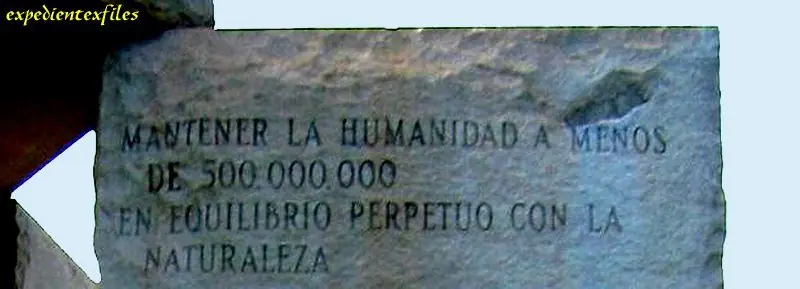 expedientexfiles
MANTENER LA HUMANIDAD A MENOS
DE 500.000.000
EN EQUILIBRIO PERPETUO CON LA
NATURALEZA